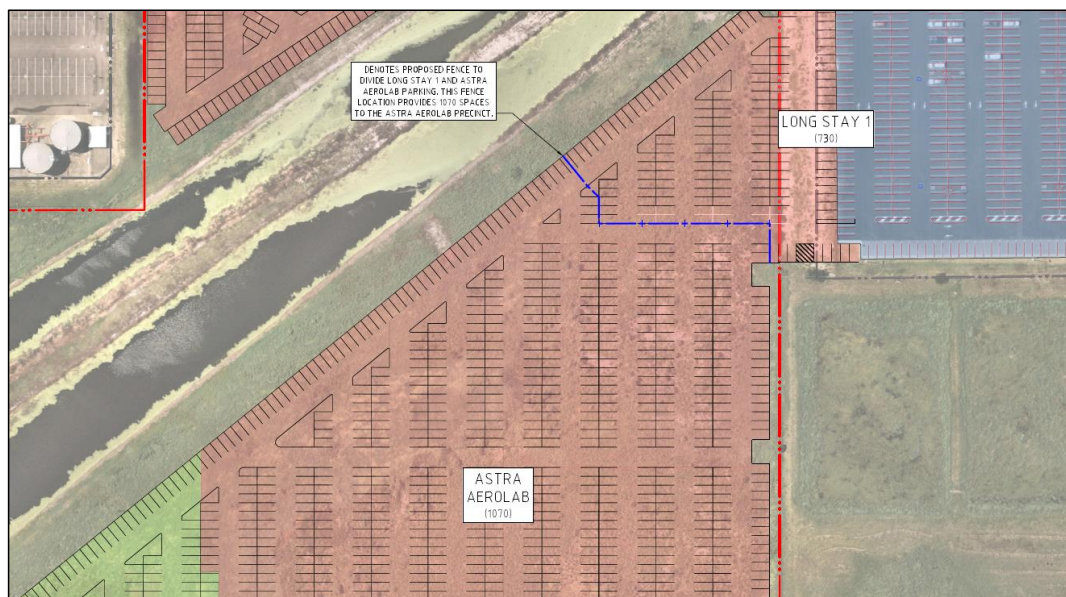 DENOTES PROPOSED FENCE TO
DIVIDE LONG STAY 1 AND ASTRA
AEROLAB PARKING. THIS FENCE
LOCATION PROVIDES 1070 SPACES
TO THE ASTRA AEROLAB PRECINCT.
LONG STAY 1
(730)
ASTRA
AEROLAB
(1070)